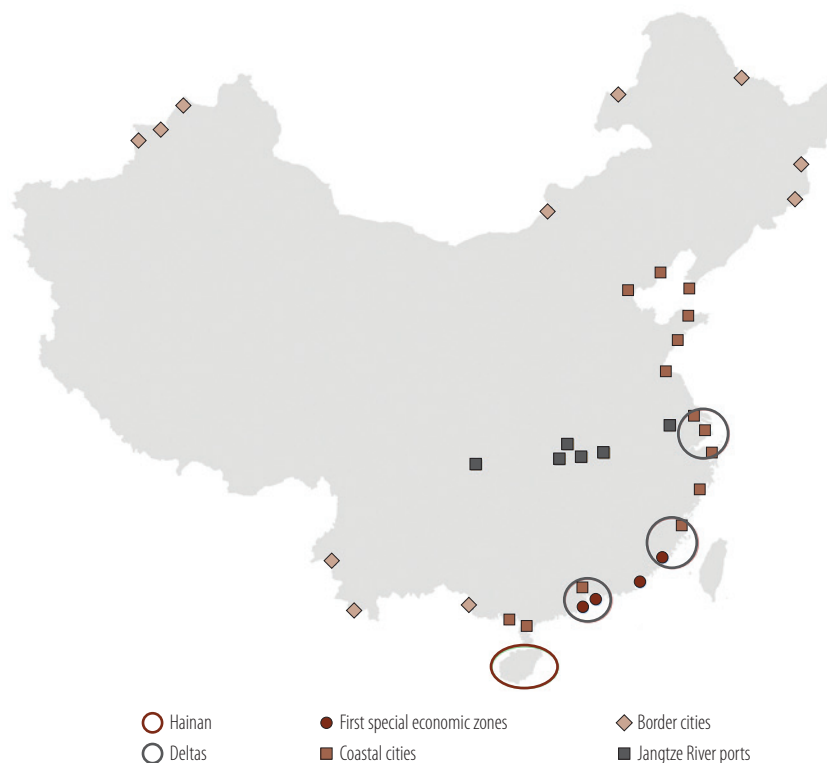 Hainan
First special economic zones
Border cities
Deltas
Coastal cities
Jangtze River ports